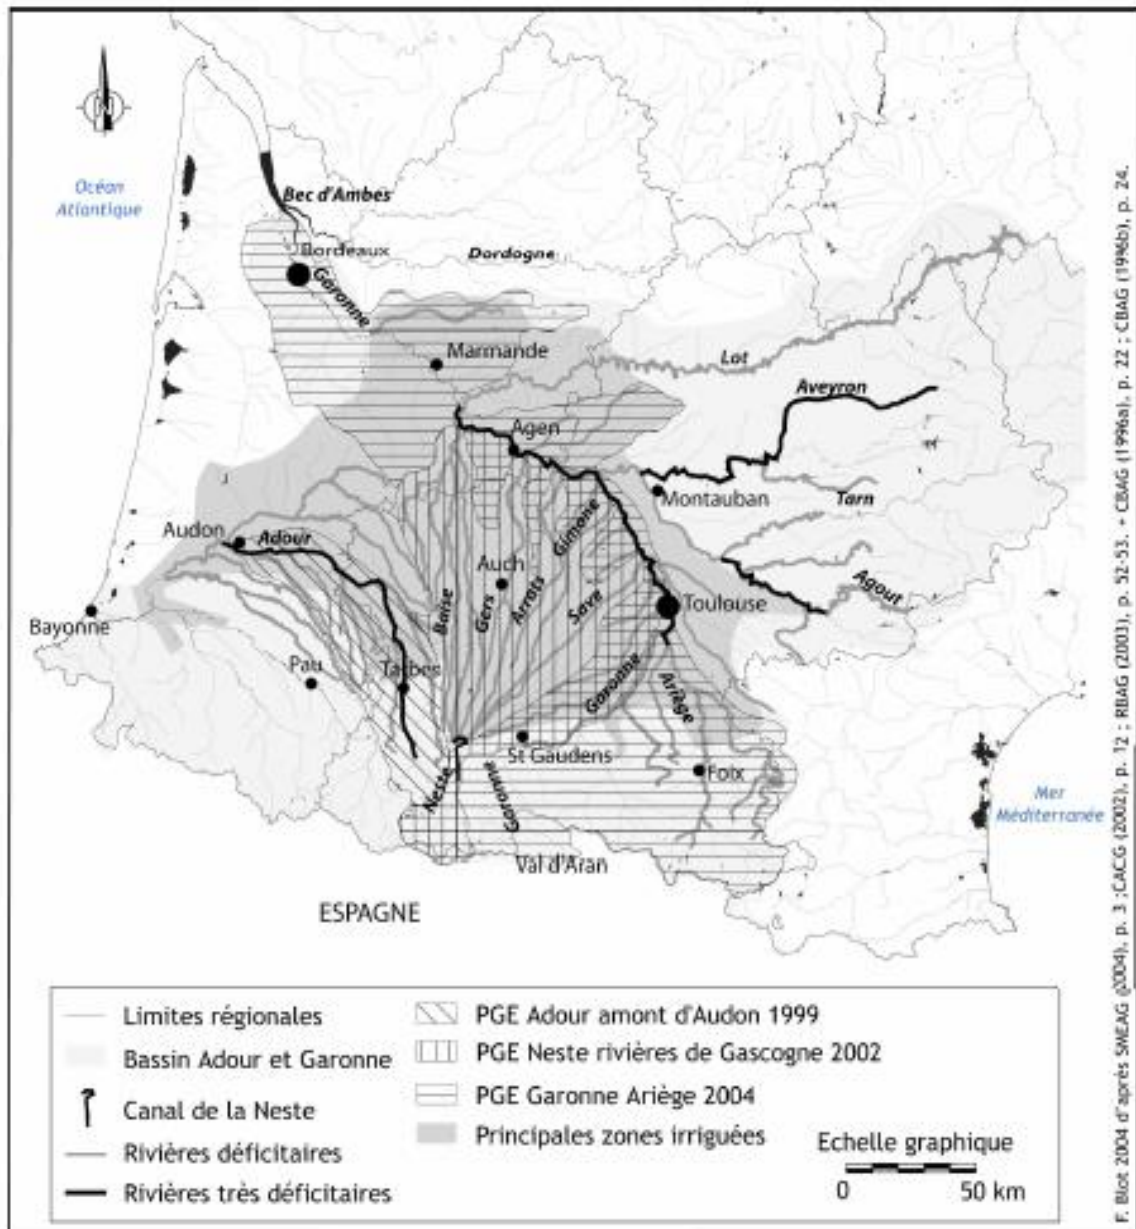 Océan
Atlantique
Bec d'Ambes
Bordeaux
Dordogne
Garonne
Marmande
Lot
Aveyron
Agen
Montauban
Tarn
Audon
Adour
Gimone
Auch
Baïse
Gers
Arrats
Save
Toulouse
Agout
Bayonne
Pau
Tarbes
Garonne
Ariège
St Gaudens
Foix
Neste
Garonne
Val d'Aran
Mer
Méditerranée
ESPAGNE
Limites régionales
Bassin Adour et Garonne
Canal de la Neste
Rivières déficitaires
Rivières très déficitaires
PGE Adour amont d'Audon 1999
PGE Neste rivières de Gascogne 2002
PGE Garonne Ariège 2004
Principales zones irriguées
Echelle graphique
0 50 km
F. Blot 2004 d'après SMEAG (2004), p. 3 ;CACG (2002), p. 12 ; RBAG (2003), p. 52-53. + CBAG (1996a), p. 22 ; CBAG (1996b), p. 24.